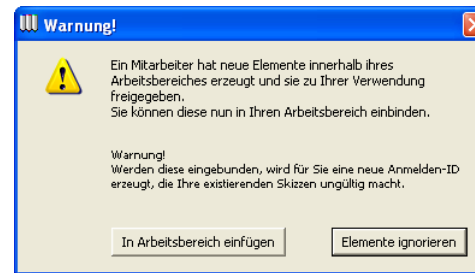 Warnung!
Ein Mitarbeiter hat neue Elemente innerhalb ihres
Arbeitsbereiches erzeugt und sie zu Ihrer Verwendung
freigegeben.
Sie können diese nun in Ihren Arbeitsbereich einbinden.
Warnung!
Werden diese eingebunden, wird für Sie eine neue Anmelden-ID
erzeugt, die Ihre existierenden Skizzen ungültig macht.
In Arbeitsbereich einfügen
Elemente ignorieren